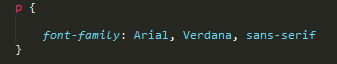 p {
font-family: Arial, Verdana, sans-serif
}